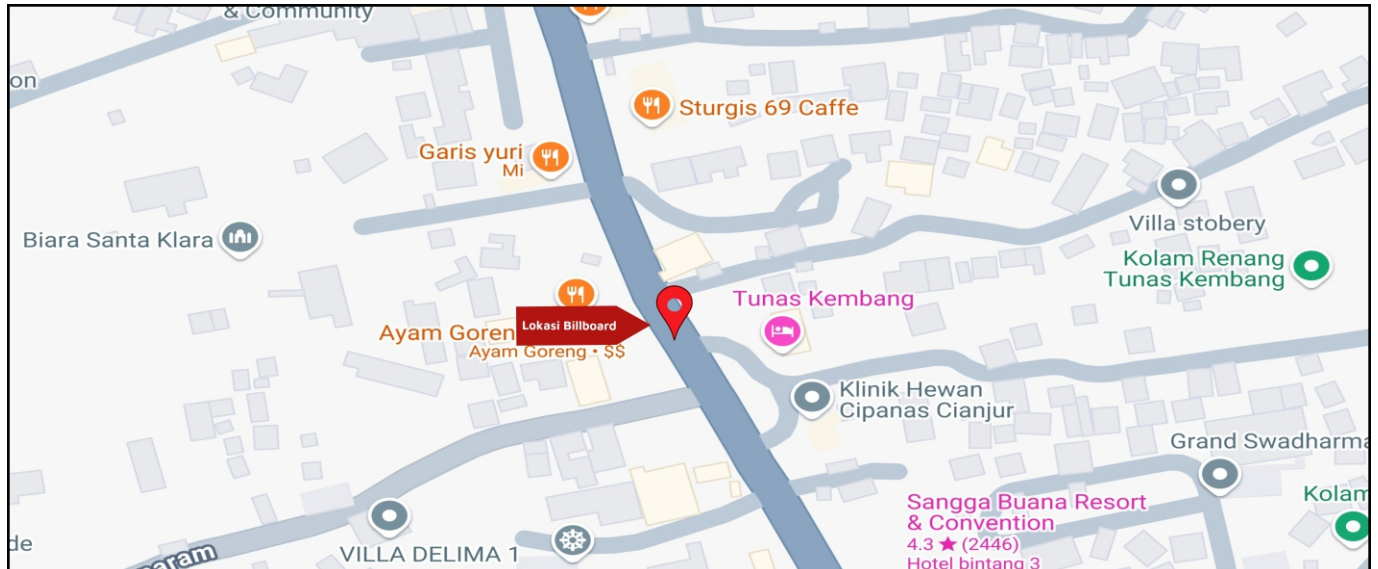 & Community
on
Sturgis 69 Caffe
Garis yuri
Mi
Biara Santa Klara
Villa stobery
Kolam Renang
Tunas Kembang
Tunas Kembang
Lokasi Billboard
Ayam Goren
Ayam Goreng • $$
Klinik Hewan
Cipanas Cianjur
Grand Swadharma
Sangga Buana Resort
& Convention
4.3 ★ (2446)
Hotel bintang 3
Kolam
de
VILLA DELIMA 1